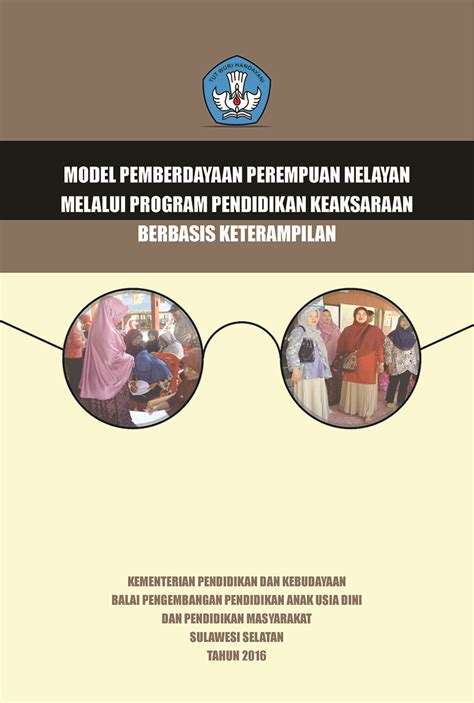 TUT WURI HANDAYANI
MODEL PEMBERDAYAAN PEREMPUAN NELAYAN
MELALUI PROGRAM PENDIDIKAN KEAKSARAAN
BERBASIS KETERAMPILAN
KEMENTERIAN PENDIDIKAN DAN KEBUDAYAAN
BALAI PENGEMBANGAN PENDIDIKAN ANAK USIA DINI
DAN PENDIDIKAN MASYARAKAT
SULAWESI SELATAN
TAHUN 2016